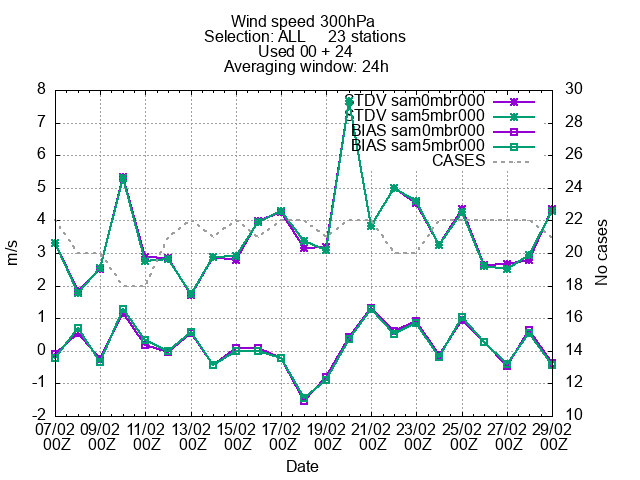 Wind speed 300hPa
Selection: ALL 23 stations
Used 00 + 24
Averaging window: 24h
STDV sam0mbr000
STDV sam5mbr000
BIAS sam0mbr000
BIAS sam5mbr000
CASES
8
7
6
5
4
3
2
1
0
-1
-2
m/s
30
28
26
24
22
20
18
16
14
12
10
No cases
07/02 09/02 11/02 13/02 15/02 17/02 19/02 21/02 23/02 25/02 27/02 29/02
00Z 00Z 00Z 00Z 00Z 00Z 00Z 00Z 00Z 00Z 00Z 00Z
Date